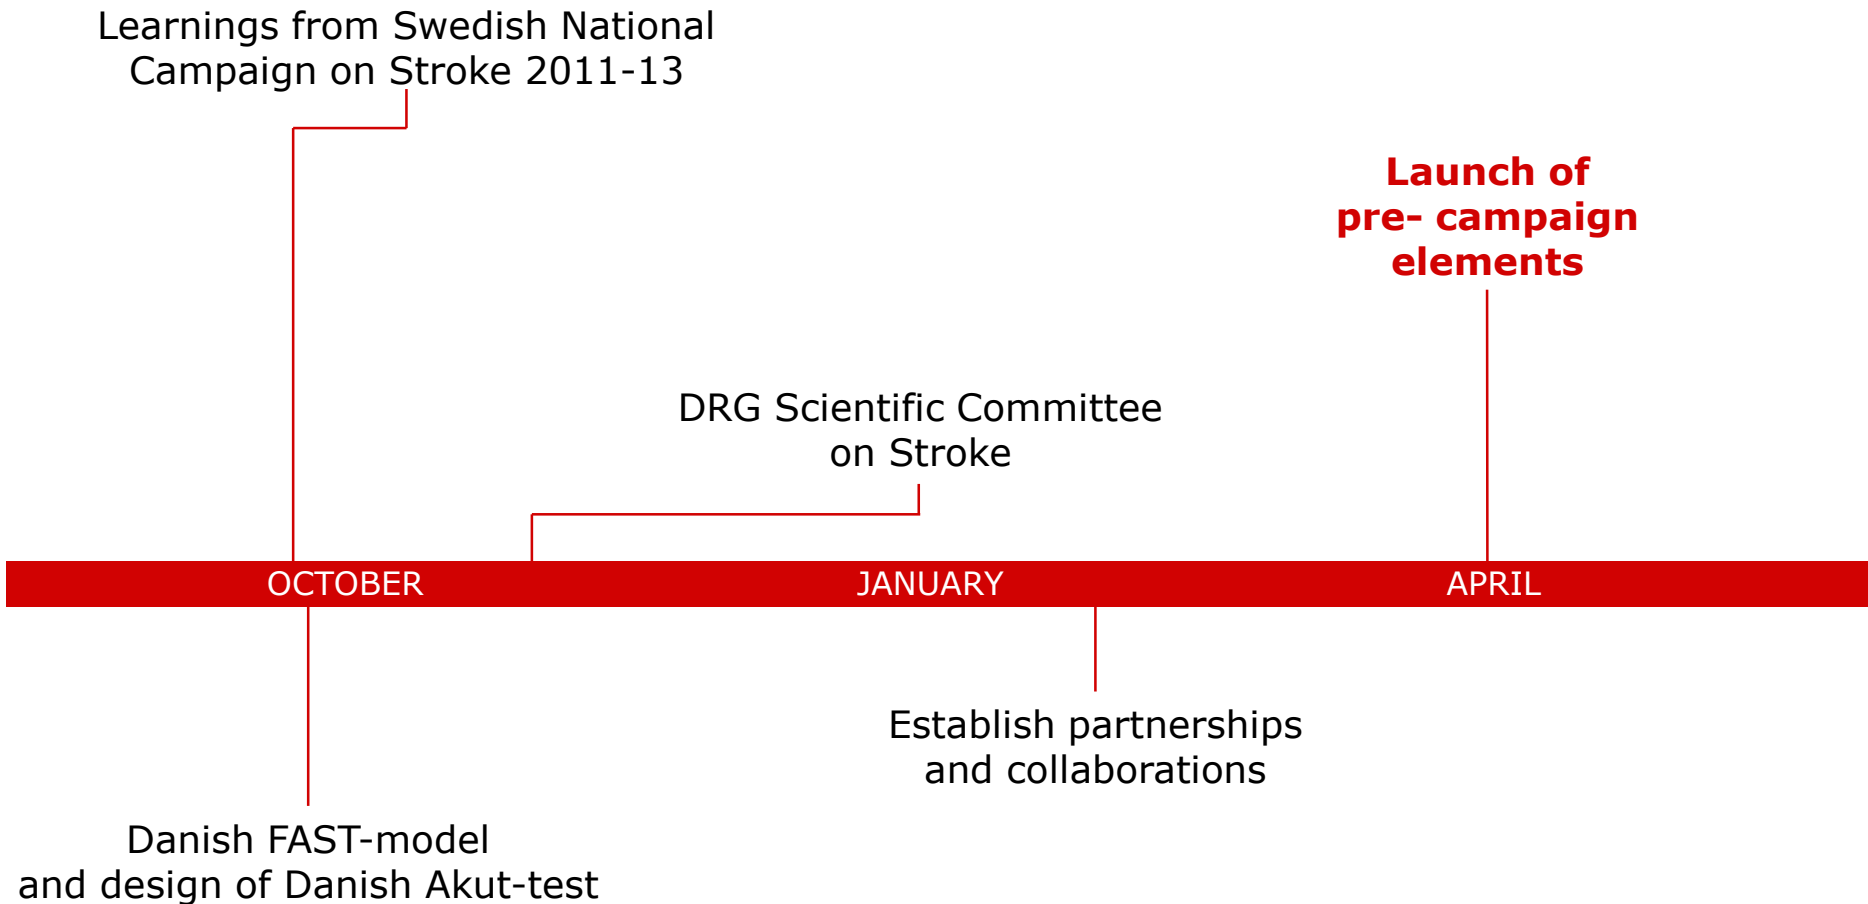 Learnings from Swedish National
Campaign on Stroke 2011-13
Launch of
pre- campaign
elements
DRG Scientific Committee
on Stroke
OCTOBER
JANUARY
APRIL
Establish partnerships
and collaborations
Danish FAST-model
and design of Danish Akut-test